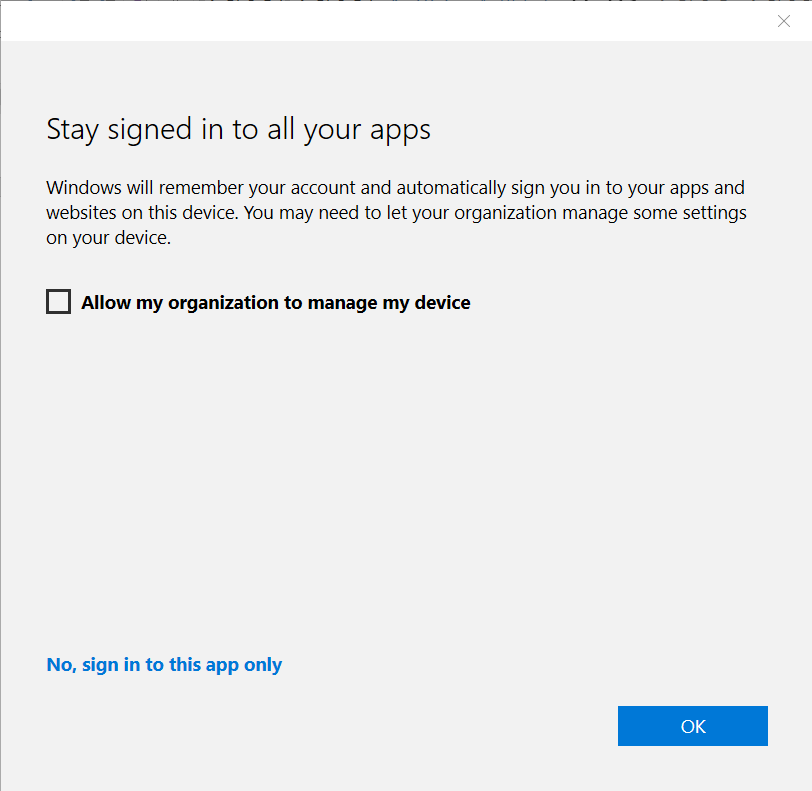 Stay signed in to all your apps
Windows will remember your account and automatically sign you in to your apps and
websites on this device. You may need to let your organization manage some settings
on your device.
Allow my organization to manage my device
No, sign in to this app only
OK